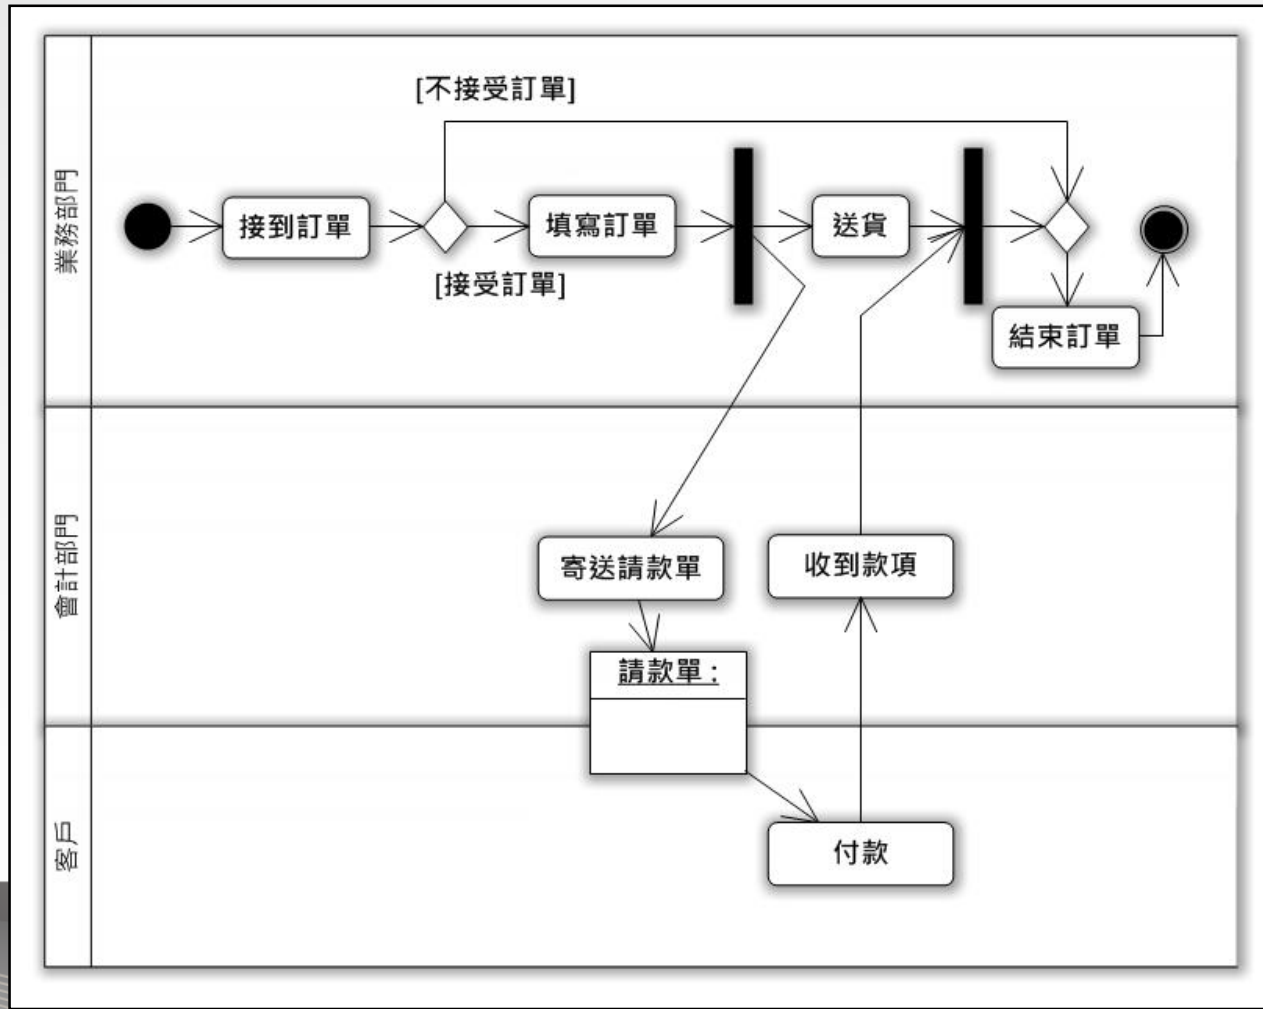 業務部門
[不接受訂單]
接到訂單
填寫訂單
送貨
[接受訂單]
結束訂單
會計部門
寄送請款單
收到款項
請款單 :
客戶
付款